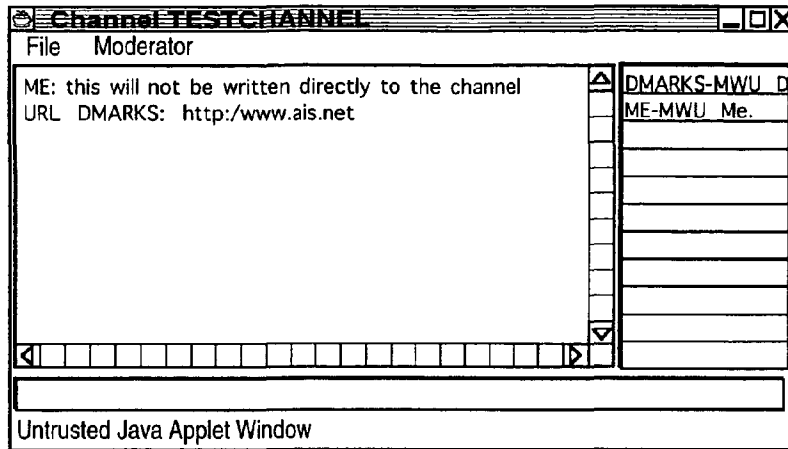 Channel TESTCHANNEL
File Moderator
ME: this will not be written directly to the channel
URL DMARKS: http:/www.ais.net
DMARKS-MWU D
ME-MWU Me.
Untrusted Java Applet Window